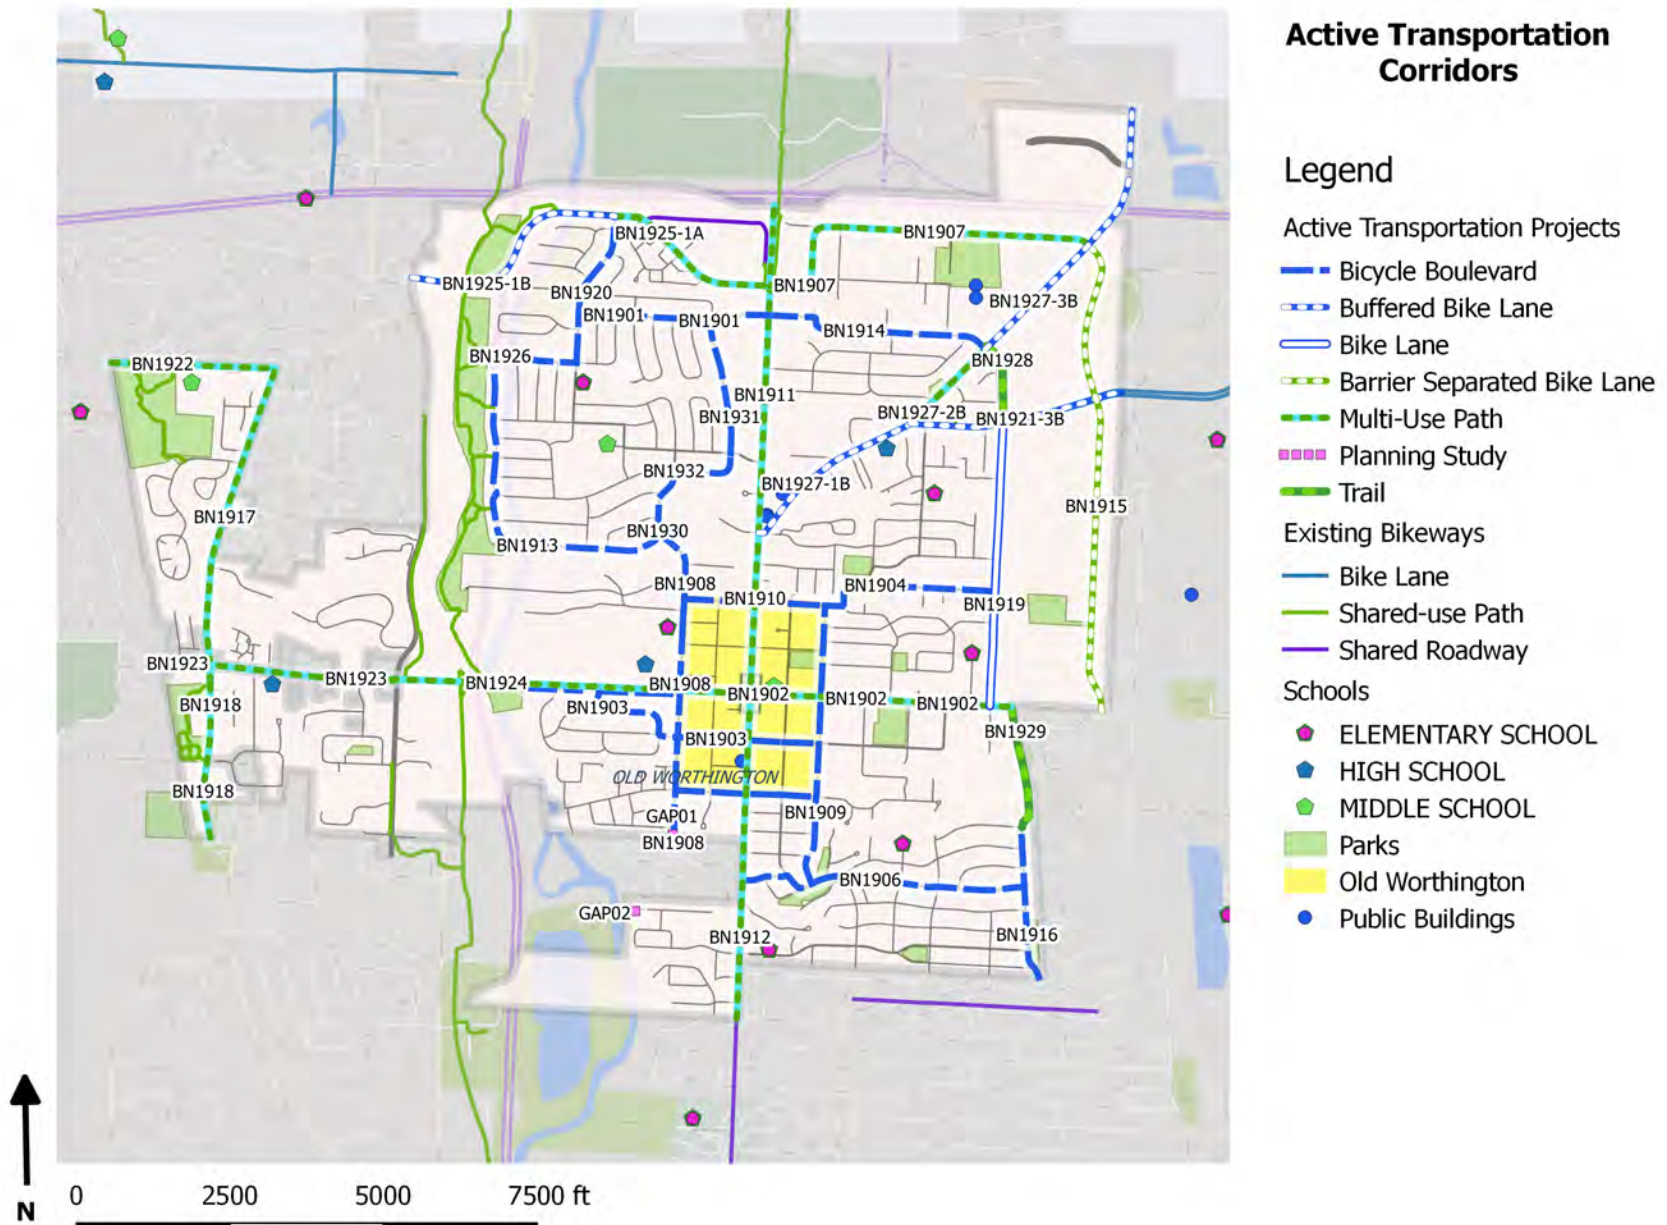 Active Transportation
Corridors
Legend
Active Transportation Projects
Bicycle Boulevard
Buffered Bike Lane
Bike Lane
Barrier Separated Bike Lane
Multi-Use Path
Planning Study
Trail
Existing Bikeways
Bike Lane
Shared-use Path
Shared Roadway
Schools
ELEMENTARY SCHOOL
HIGH SCHOOL
MIDDLE SCHOOL
Parks
Old Worthington
Public Buildings
BN1925-1A
BN1907
BN1925-1B
BN1920
BN1907
BN1927-3B
BN1901
BN1901
BN1914
BN1926
BN1928
BN1922
BN1911
BN1931
BN1927-2B
BN1921-3B
BN1932
BN1927-1B
BN1915
BN1917
BN1930
BN1913
BN1908
BN1904
BN1910
BN1919
BN1923
BN1923
BN1924
BN1908
BN1902
BN1902
BN1902
BN1918
BN1903
BN1929
BN1903
OLD WORTHINGTON
BN1918
GAP01
BN1909
BN1908
BN1906
GAP02
BN1912
BN1916
N
0
2500
5000
7500 ft